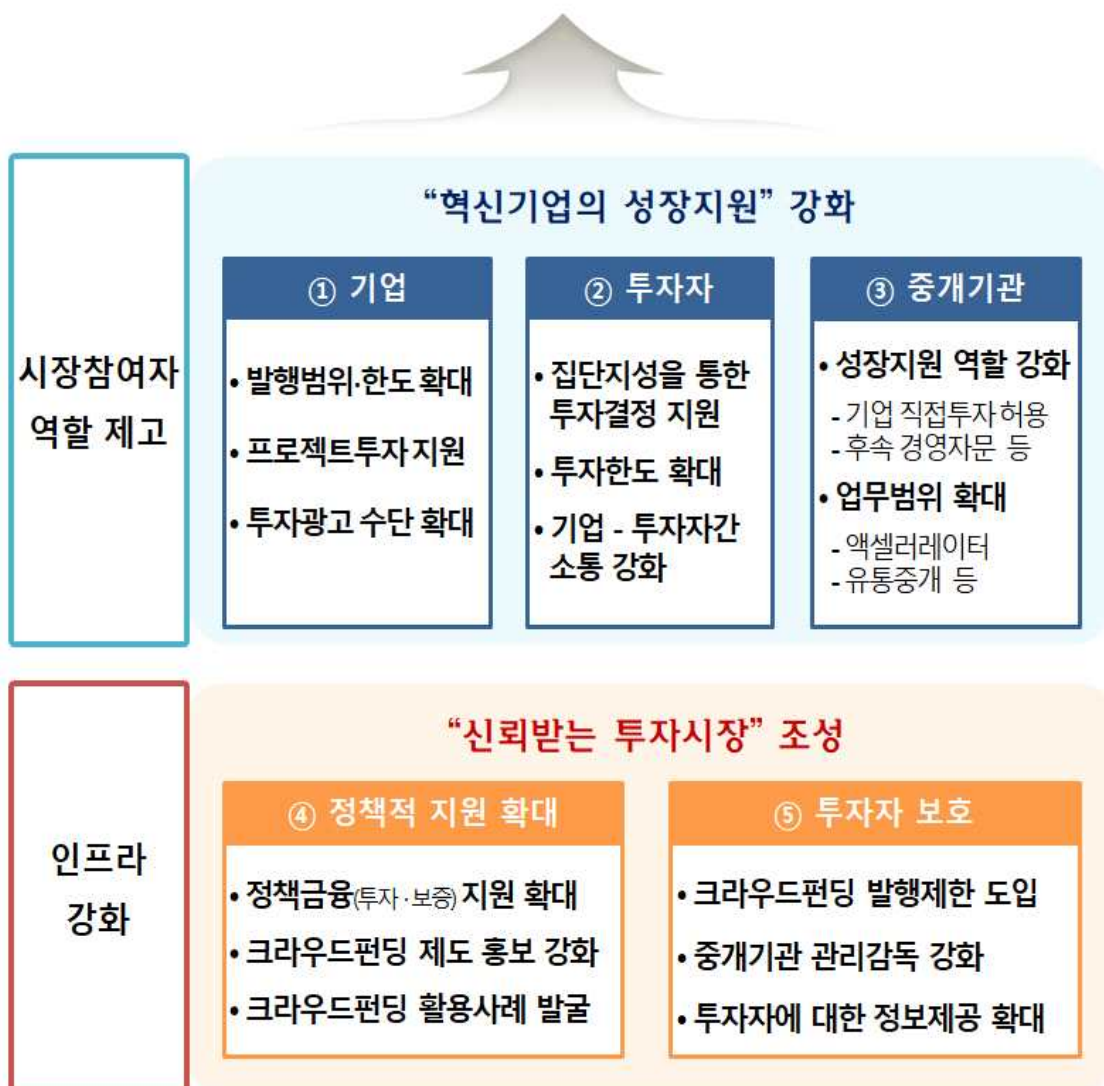 시장참여자
역할 제고
“혁신기업의 성장지원” 강화
① 기업
• 발행범위·한도 확대
• 프로젝트투자 지원
• 투자광고 수단 확대
② 투자자
• 집단지성을 통한
투자결정 지원
• 투자한도 확대
• 기업 - 투자자간
소통 강화
③ 중개기관
• 성장지원 역할 강화
- 기업 직접투자 허용
- 후속 경영자문 등
• 업무범위 확대
- 액셀러레이터
- 유통중개 등
인프라
강화
“신뢰받는 투자시장” 조성
④ 정책적 지원 확대
• 정책금융(투자·보증) 지원 확대
• 크라우드펀딩 제도 홍보 강화
• 크라우드펀딩 활용사례 발굴
⑤ 투자자 보호
• 크라우드펀딩 발행제한 도입
• 중개기관 관리감독 강화
• 투자자에 대한 정보제공 확대